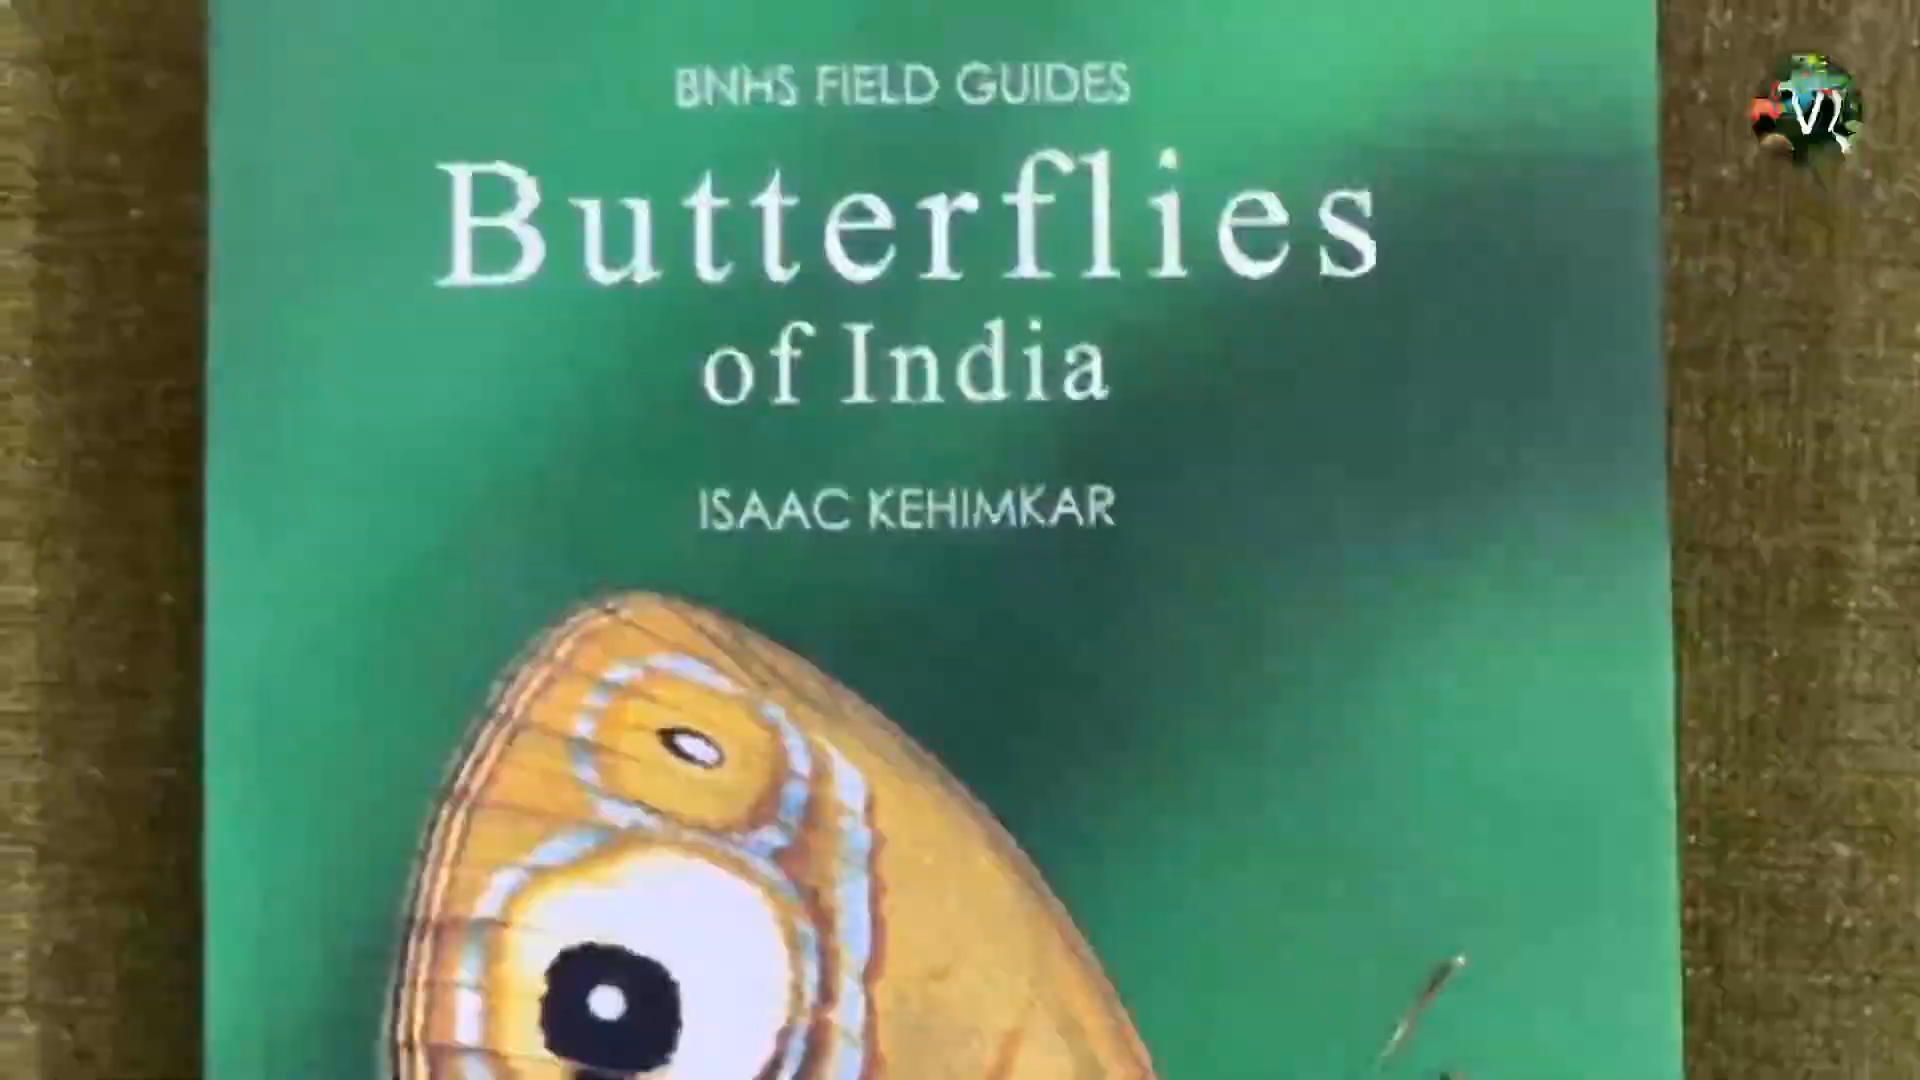 BNHS FIELD GUIDES
Butterflies
of India
ISAAC KEHIMKAR